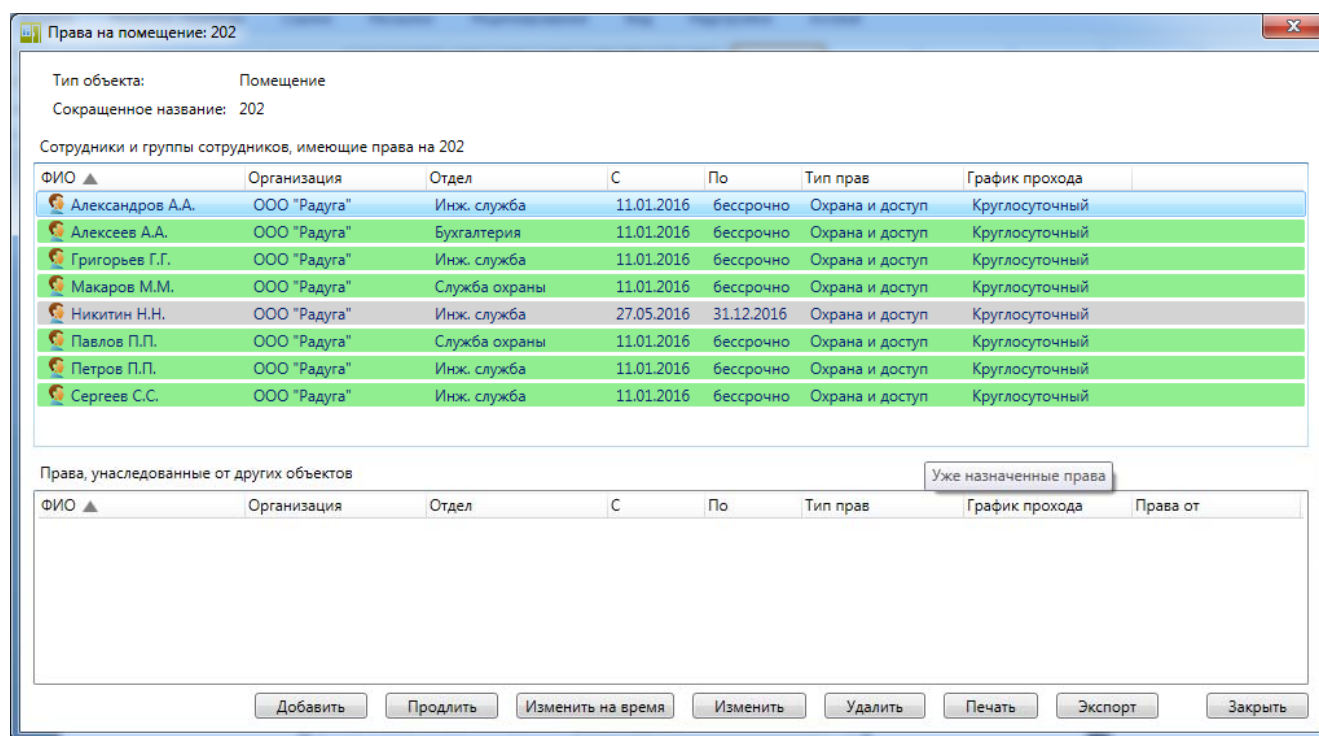 Права на помещение: 202
Тип объекта: Помещение
Сокращенное название: 202
Сотрудники и группы сотрудников, имеющие права на 202
ФИО Организация Отдел С По Тип прав График прохода
Александров А.А. ООО "Радуга" Инж. служба 11.01.2016 бессрочно Охрана и доступ Круглосуточный
Алексеев А.А. ООО "Радуга" Бухгалтерия 11.01.2016 бессрочно Охрана и доступ Круглосуточный
Григорьев Г.Г. ООО "Радуга" Инж. служба 11.01.2016 бессрочно Охрана и доступ Круглосуточный
Макаров М.М. ООО "Радуга" Служба охраны 11.01.2016 бессрочно Охрана и доступ Круглосуточный
Никитин Н.Н. ООО "Радуга" Инж. служба 27.05.2016 31.12.2016 Охрана и доступ Круглосуточный
Павлов П.П. ООО "Радуга" Служба охраны 11.01.2016 бессрочно Охрана и доступ Круглосуточный
Петров П.П. ООО "Радуга" Инж. служба 11.01.2016 бессрочно Охрана и доступ Круглосуточный
Сергеев С.С. ООО "Радуга" Инж. служба 11.01.2016 бессрочно Охрана и доступ Круглосуточный
Права, унаследованные от других объектов
Уже назначенные права
ФИО Организация Отдел С По Тип прав График прохода Права от
Добавить Продлить Изменить на время Изменить Удалить Печать Экспорт Закрыть